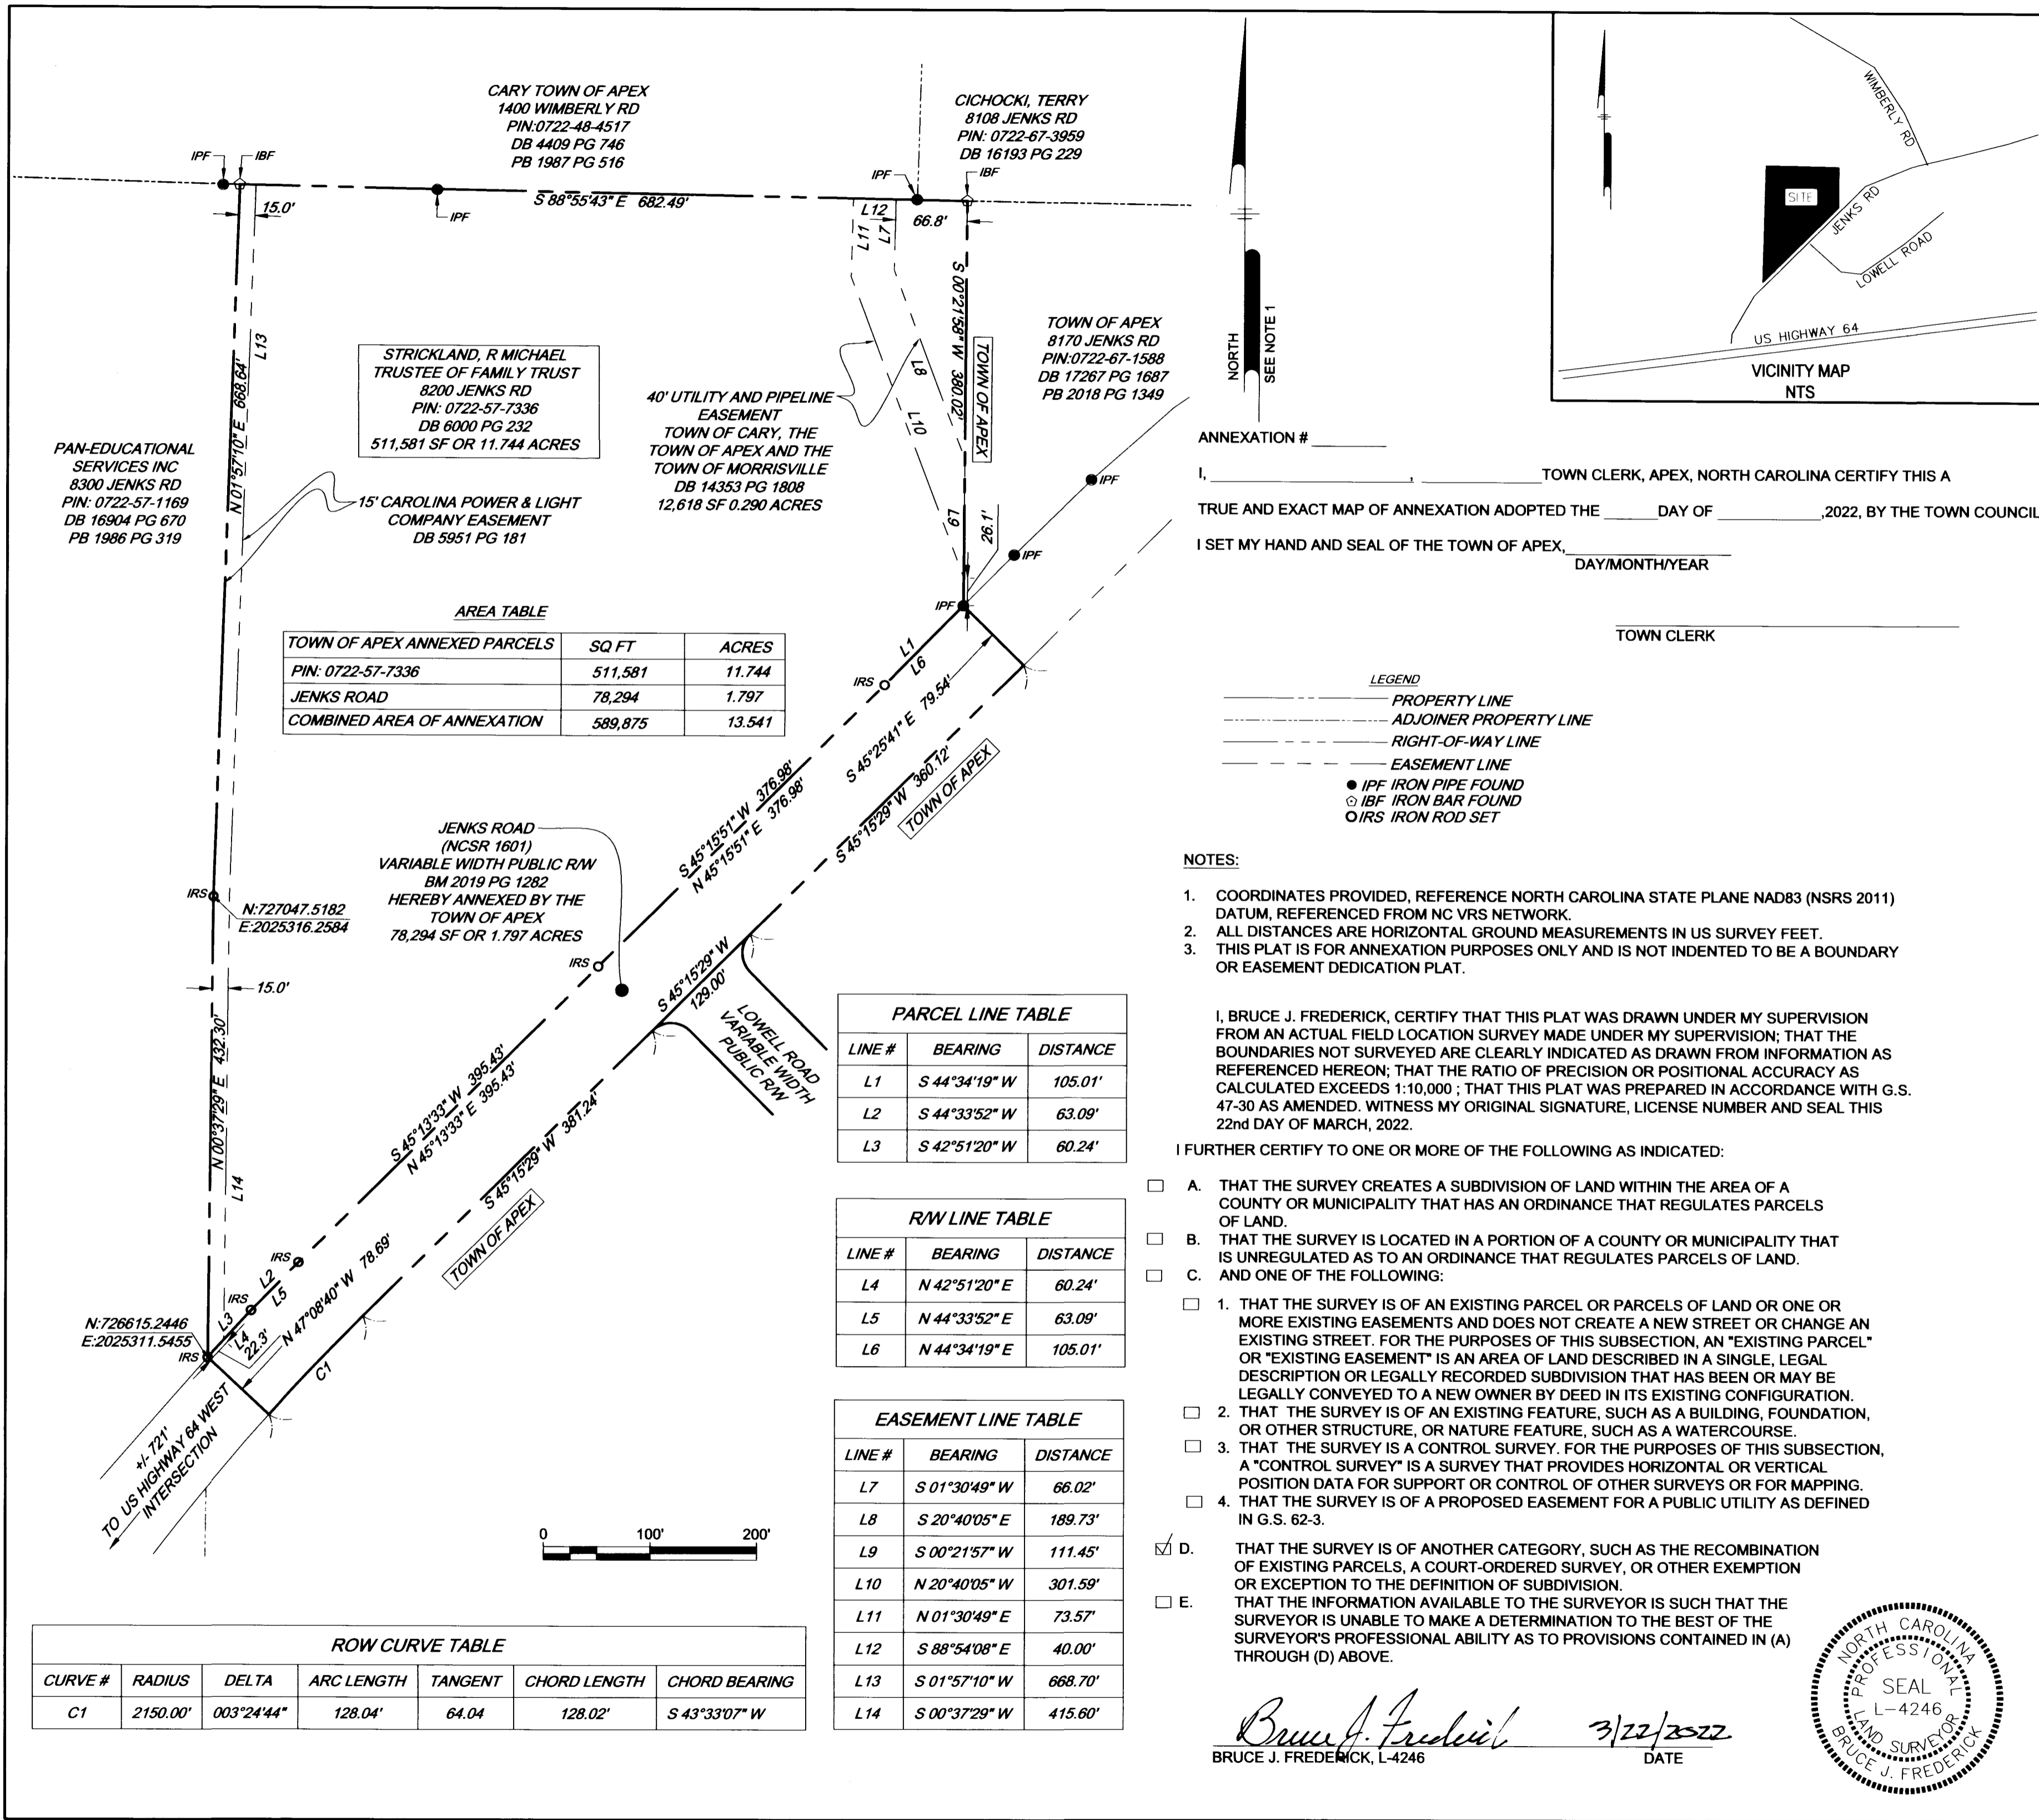 CARY TOWN OF APEX
1400 WIMBERLY RD
PIN:0722-48-4517
DB 4409 PG 746
PB 1987 PG 516
CICHOCKI, TERRY
8108 JENKS RD
PIN: 0722-67-3959
DB 16193 PG 229
IPF
IBF
IPF
IPF
IBF
15.0'
S 88°55'43" E 682.49'
L12
66.8'
L11
L7
L13
N 01°57'10" E 668.64'
S 00°21'58" W 380.02'
TOWN OF APEX
STRICKLAND, R MICHAEL
TRUSTEE OF FAMILY TRUST
8200 JENKS RD
PIN: 0722-57-7336
DB 6000 PG 232
511,581 SF OR 11.744 ACRES
40' UTILITY AND PIPELINE
EASEMENT
TOWN OF CARY, THE
TOWN OF APEX AND THE
TOWN OF MORRISVILLE
DB 14353 PG 1808
12,618 SF 0.290 ACRES
L8
L10
TOWN OF APEX
8170 JENKS RD
PIN:0722-67-1588
DB 17267 PG 1687
PB 2018 PG 1349
PAN-EDUCATIONAL
SERVICES INC
8300 JENKS RD
PIN: 0722-57-1169
DB 16904 PG 670
PB 1986 PG 319
15' CAROLINA POWER & LIGHT
COMPANY EASEMENT
DB 5951 PG 181
L9
26.1'
IPF
IPF
IPF
AREA TABLE
TOWN OF APEX ANNEXED PARCELS SQ FT ACRES
PIN: 0722-57-7336 511,581 11.744
JENKS ROAD 78,294 1.797
COMBINED AREA OF ANNEXATION 589,875 13.541
L1
L6
IRS
S 45°25'41" E 79.54'
S 45°15'51" W 376.98'
N 45°15'51" E 376.98'
S 45°15'29" W 360.12'
TOWN OF APEX
JENKS ROAD
(NCSR 1601)
VARIABLE WIDTH PUBLIC R/W
BM 2019 PG 1282
HEREBY ANNEXED BY THE
TOWN OF APEX
78,294 SF OR 1.797 ACRES
IRS
N:727047.5182
E:2025316.2584
15.0'
IRS
S 45°15'29" W
129.00'
LOWELL ROAD
VARIABLE WIDTH
PUBLIC R/W
N 00°37'29" E 432.30'
L14
S 45°13'33" W 395.43'
N 45°13'33" E 395.43'
S 45°15'29" W 381.24'
TOWN OF APEX
IRS
L2
L5
IRS
N 47°08'40" W 78.69'
N:726615.2446
E:2025311.5455
IRS
L3
L4
22.3'
C1
+/- 721'
TO US HIGHWAY 64 WEST
INTERSECTION
0 100' 200'
PARCEL LINE TABLE
LINE # BEARING DISTANCE
L1 S 44°34'19" W 105.01'
L2 S 44°33'52" W 63.09'
L3 S 42°51'20" W 60.24'
R/W LINE TABLE
LINE # BEARING DISTANCE
L4 N 42°51'20" E 60.24'
L5 N 44°33'52" E 63.09'
L6 N 44°34'19" E 105.01'
EASEMENT LINE TABLE
LINE # BEARING DISTANCE
L7 S 01°30'49" W 66.02'
L8 S 20°40'05" E 189.73'
L9 S 00°21'57" W 111.45'
L10 N 20°40'05" W 301.59'
L11 N 01°30'49" E 73.57'
L12 S 88°54'08" E 40.00'
L13 S 01°57'10" W 668.70'
L14 S 00°37'29" W 415.60'
ROW CURVE TABLE
CURVE # RADIUS DELTA ARC LENGTH TANGENT CHORD LENGTH CHORD BEARING
C1 2150.00' 003°24'44" 128.04' 64.04 128.02' S 43°33'07" W
NORTH
SEE NOTE 1
WIMBERLY RD
SITE
JENKS RD
LOWELL ROAD
US HIGHWAY 64
VICINITY MAP
NTS
ANNEXATION #
I, , TOWN CLERK, APEX, NORTH CAROLINA CERTIFY THIS A
TRUE AND EXACT MAP OF ANNEXATION ADOPTED THE DAY OF ,2022, BY THE TOWN COUNCIL
I SET MY HAND AND SEAL OF THE TOWN OF APEX,
DAY/MONTH/YEAR
TOWN CLERK
LEGEND
PROPERTY LINE
ADJOINER PROPERTY LINE
RIGHT-OF-WAY LINE
EASEMENT LINE
IPF IRON PIPE FOUND
IBF IRON BAR FOUND
IRS IRON ROD SET
NOTES:
1. COORDINATES PROVIDED, REFERENCE NORTH CAROLINA STATE PLANE NAD83 (NSRS 2011)
DATUM, REFERENCED FROM NC VRS NETWORK.
2. ALL DISTANCES ARE HORIZONTAL GROUND MEASUREMENTS IN US SURVEY FEET.
3. THIS PLAT IS FOR ANNEXATION PURPOSES ONLY AND IS NOT INDENTED TO BE A BOUNDARY
OR EASEMENT DEDICATION PLAT.
I, BRUCE J. FREDERICK, CERTIFY THAT THIS PLAT WAS DRAWN UNDER MY SUPERVISION
FROM AN ACTUAL FIELD LOCATION SURVEY MADE UNDER MY SUPERVISION; THAT THE
BOUNDARIES NOT SURVEYED ARE CLEARLY INDICATED AS DRAWN FROM INFORMATION AS
REFERENCED HEREON; THAT THE RATIO OF PRECISION OR POSITIONAL ACCURACY AS
CALCULATED EXCEEDS 1:10,000 ; THAT THIS PLAT WAS PREPARED IN ACCORDANCE WITH G.S.
47-30 AS AMENDED. WITNESS MY ORIGINAL SIGNATURE, LICENSE NUMBER AND SEAL THIS
22nd DAY OF MARCH, 2022.
I FURTHER CERTIFY TO ONE OR MORE OF THE FOLLOWING AS INDICATED:
A. THAT THE SURVEY CREATES A SUBDIVISION OF LAND WITHIN THE AREA OF A
COUNTY OR MUNICIPALITY THAT HAS AN ORDINANCE THAT REGULATES PARCELS
OF LAND.
B. THAT THE SURVEY IS LOCATED IN A PORTION OF A COUNTY OR MUNICIPALITY THAT
IS UNREGULATED AS TO AN ORDINANCE THAT REGULATES PARCELS OF LAND.
C. AND ONE OF THE FOLLOWING:
1. THAT THE SURVEY IS OF AN EXISTING PARCEL OR PARCELS OF LAND OR ONE OR
MORE EXISTING EASEMENTS AND DOES NOT CREATE A NEW STREET OR CHANGE AN
EXISTING STREET. FOR THE PURPOSES OF THIS SUBSECTION, AN "EXISTING PARCEL"
OR "EXISTING EASEMENT" IS AN AREA OF LAND DESCRIBED IN A SINGLE, LEGAL
DESCRIPTION OR LEGALLY RECORDED SUBDIVISION THAT HAS BEEN OR MAY BE
LEGALLY CONVEYED TO A NEW OWNER BY DEED IN ITS EXISTING CONFIGURATION.
2. THAT THE SURVEY IS OF AN EXISTING FEATURE, SUCH AS A BUILDING, FOUNDATION,
OR OTHER STRUCTURE, OR NATURE FEATURE, SUCH AS A WATERCOURSE.
3. THAT THE SURVEY IS A CONTROL SURVEY. FOR THE PURPOSES OF THIS SUBSECTION,
A "CONTROL SURVEY" IS A SURVEY THAT PROVIDES HORIZONTAL OR VERTICAL
POSITION DATA FOR SUPPORT OR CONTROL OF OTHER SURVEYS OR FOR MAPPING.
4. THAT THE SURVEY IS OF A PROPOSED EASEMENT FOR A PUBLIC UTILITY AS DEFINED
IN G.S. 62-3.
D. THAT THE SURVEY IS OF ANOTHER CATEGORY, SUCH AS THE RECOMBINATION
OF EXISTING PARCELS, A COURT-ORDERED SURVEY, OR OTHER EXEMPTION
OR EXCEPTION TO THE DEFINITION OF SUBDIVISION.
E. THAT THE INFORMATION AVAILABLE TO THE SURVEYOR IS SUCH THAT THE
SURVEYOR IS UNABLE TO MAKE A DETERMINATION TO THE BEST OF THE
SURVEYOR'S PROFESSIONAL ABILITY AS TO PROVISIONS CONTAINED IN (A)
THROUGH (D) ABOVE.
Bruce J. Frederick 3/22/2022
BRUCE J. FREDERICK, L-4246 DATE
NORTH CAROLINA
PROFESSIONAL
SEAL
L-4246
LAND SURVEYOR
BRUCE J. FREDERICK